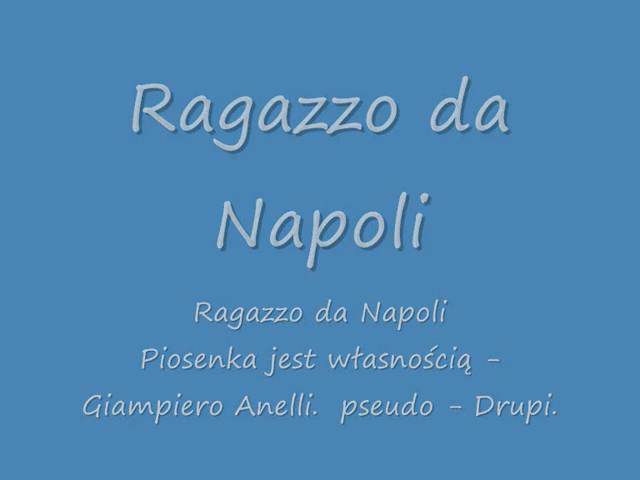 Ragazzo da
Napoli
Ragazzo da Napoli
Piosenka jest własnością -
Giampiero Anelli.  pseudo - Drupi.